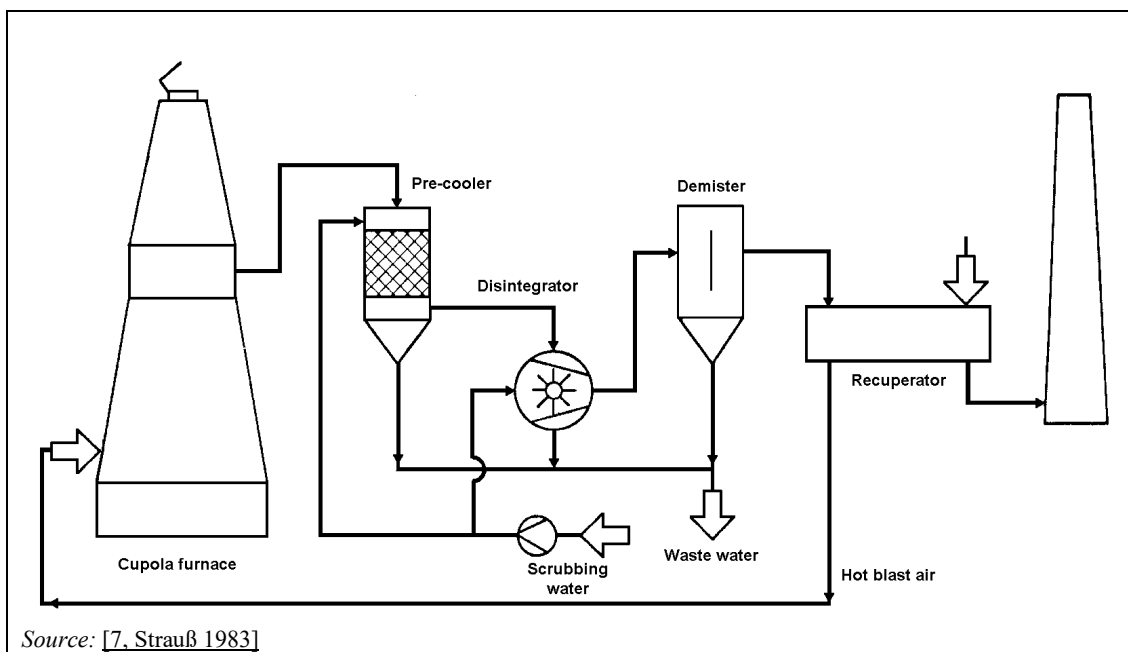 Pre-cooler
Demister
Disintegrator
Recuperator
Cupola furnace
Scrubbing
water
Waste water
Hot blast air
Source: [7, Strauß 1983]